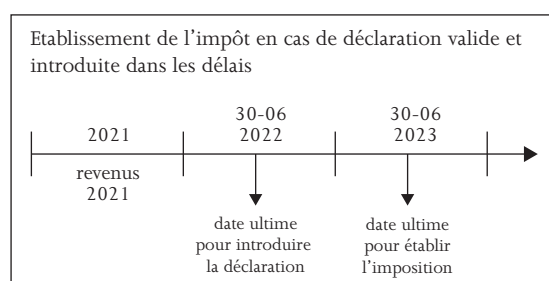 Etablissement de l’impôt en cas de déclaration valide et
introduite dans les délais
2021
30-06
2022
30-06
2023
revenus
2021
date ultime
pour introduire
la déclaration
date ultime
pour établir
l’imposition